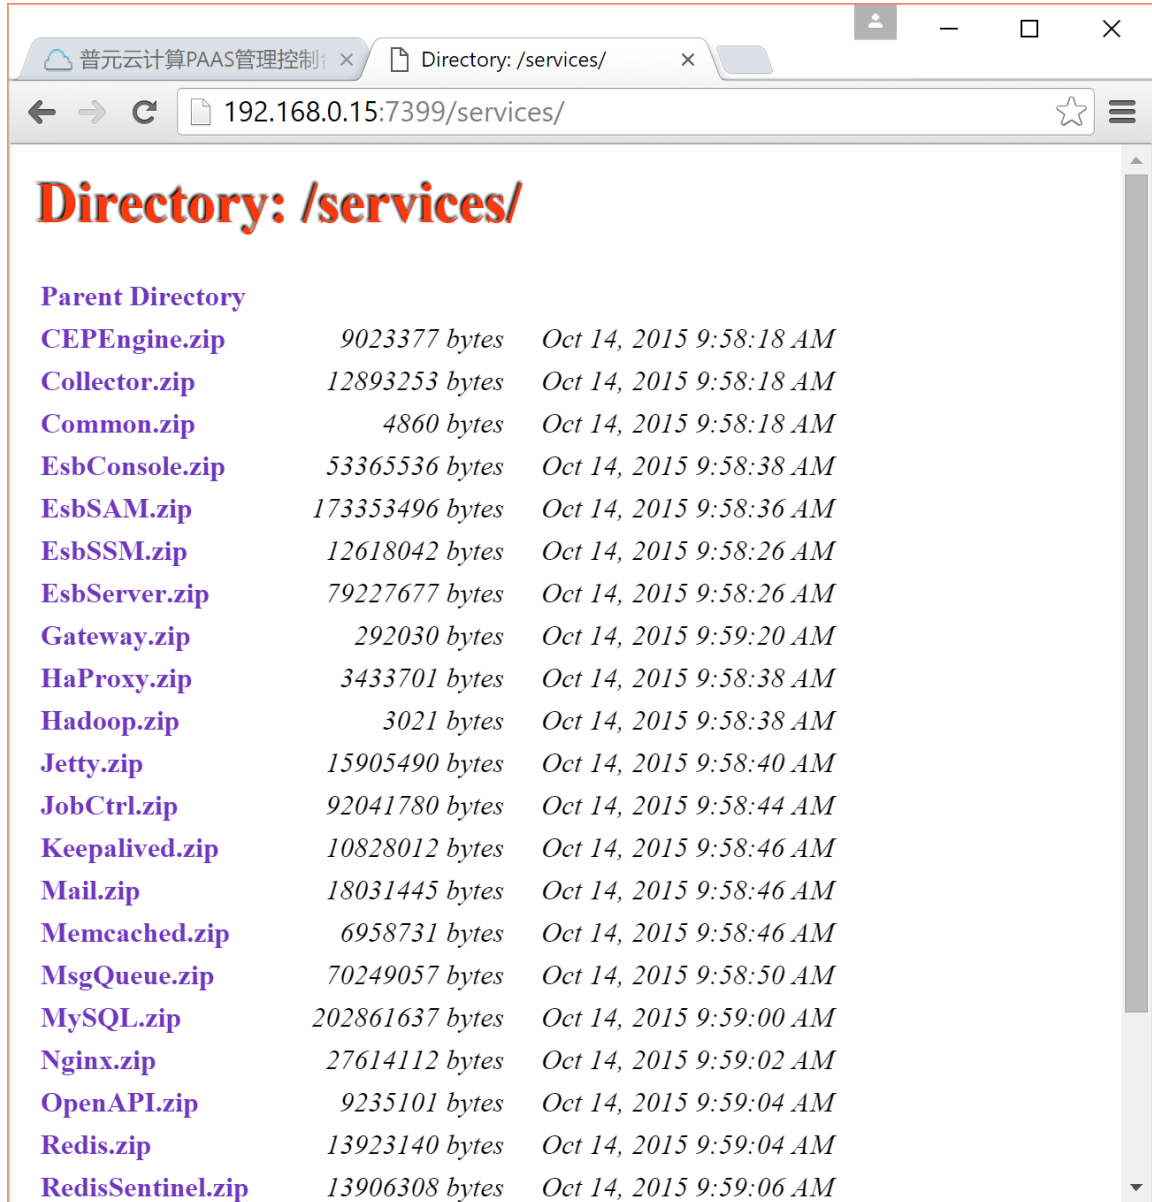 普元云计算PAAS管理控制
Directory: /services/
192.168.0.15:7399/services/
Directory: /services/
Parent Directory
CEPEngine.zip 9023377 bytes Oct 14, 2015 9:58:18 AM
Collector.zip 12893253 bytes Oct 14, 2015 9:58:18 AM
Common.zip 4860 bytes Oct 14, 2015 9:58:18 AM
EsbConsole.zip 53365536 bytes Oct 14, 2015 9:58:38 AM
EsbSAM.zip 173353496 bytes Oct 14, 2015 9:58:36 AM
EsbSSM.zip 12618042 bytes Oct 14, 2015 9:58:26 AM
EsbServer.zip 79227677 bytes Oct 14, 2015 9:58:26 AM
Gateway.zip 292030 bytes Oct 14, 2015 9:59:20 AM
HaProxy.zip 3433701 bytes Oct 14, 2015 9:58:38 AM
Hadoop.zip 3021 bytes Oct 14, 2015 9:58:38 AM
Jetty.zip 15905490 bytes Oct 14, 2015 9:58:40 AM
JobCtrl.zip 92041780 bytes Oct 14, 2015 9:58:44 AM
Keepalived.zip 10828012 bytes Oct 14, 2015 9:58:46 AM
Mail.zip 18031445 bytes Oct 14, 2015 9:58:46 AM
Memcached.zip 6958731 bytes Oct 14, 2015 9:58:46 AM
MsgQueue.zip 70249057 bytes Oct 14, 2015 9:58:50 AM
MySQL.zip 202861637 bytes Oct 14, 2015 9:59:00 AM
Nginx.zip 27614112 bytes Oct 14, 2015 9:59:02 AM
OpenAPI.zip 9235101 bytes Oct 14, 2015 9:59:04 AM
Redis.zip 13923140 bytes Oct 14, 2015 9:59:04 AM
RedisSentinel.zip 13906308 bytes Oct 14, 2015 9:59:06 AM